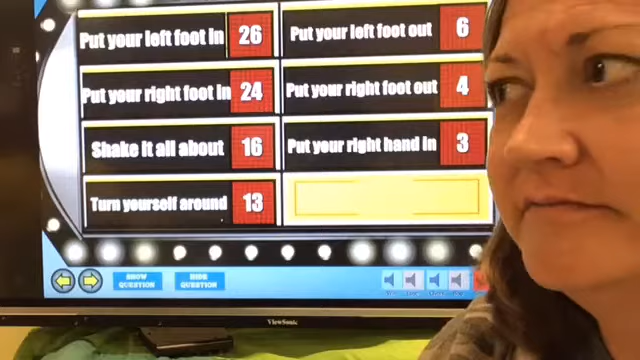 Put your left foot in 26
Put your left foot out 6
Put your right foot in 24
Put your right foot out 4
Shake it all about 16
Put your right hand in 3
Turn yourself around 13
SHOW QUESTION
HIDE QUESTION
ViewSonic